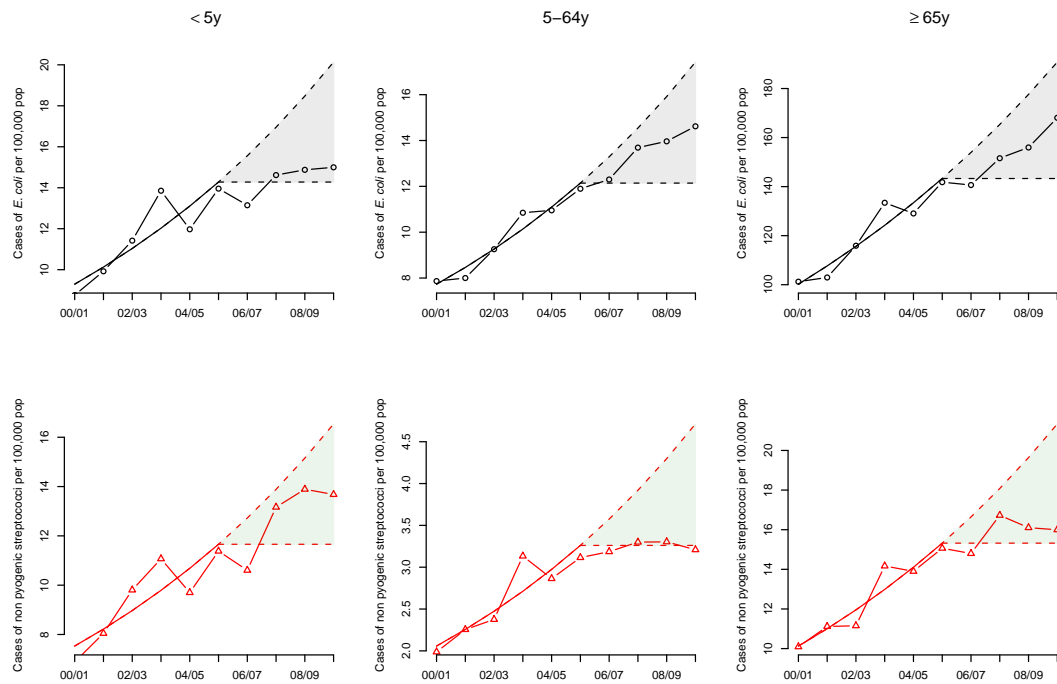 < 5y
5−64y
≥ 65y
Cases of E. coli per 100,000 pop
20
18
16
14
12
10
00/01 02/03 04/05 06/07 08/09
Cases of E. coli per 100,000 pop
16
14
12
10
8
00/01 02/03 04/05 06/07 08/09
Cases of E. coli per 100,000 pop
180
160
140
120
100
00/01 02/03 04/05 06/07 08/09
Cases of non pyogenic streptococci per 100,000 pop
16
14
12
10
8
00/01 02/03 04/05 06/07 08/09
Cases of non pyogenic streptococci per 100,000 pop
4.5
4.0
3.5
3.0
2.5
2.0
00/01 02/03 04/05 06/07 08/09
Cases of non pyogenic streptococci per 100,000 pop
20
18
16
14
12
10
00/01 02/03 04/05 06/07 08/09